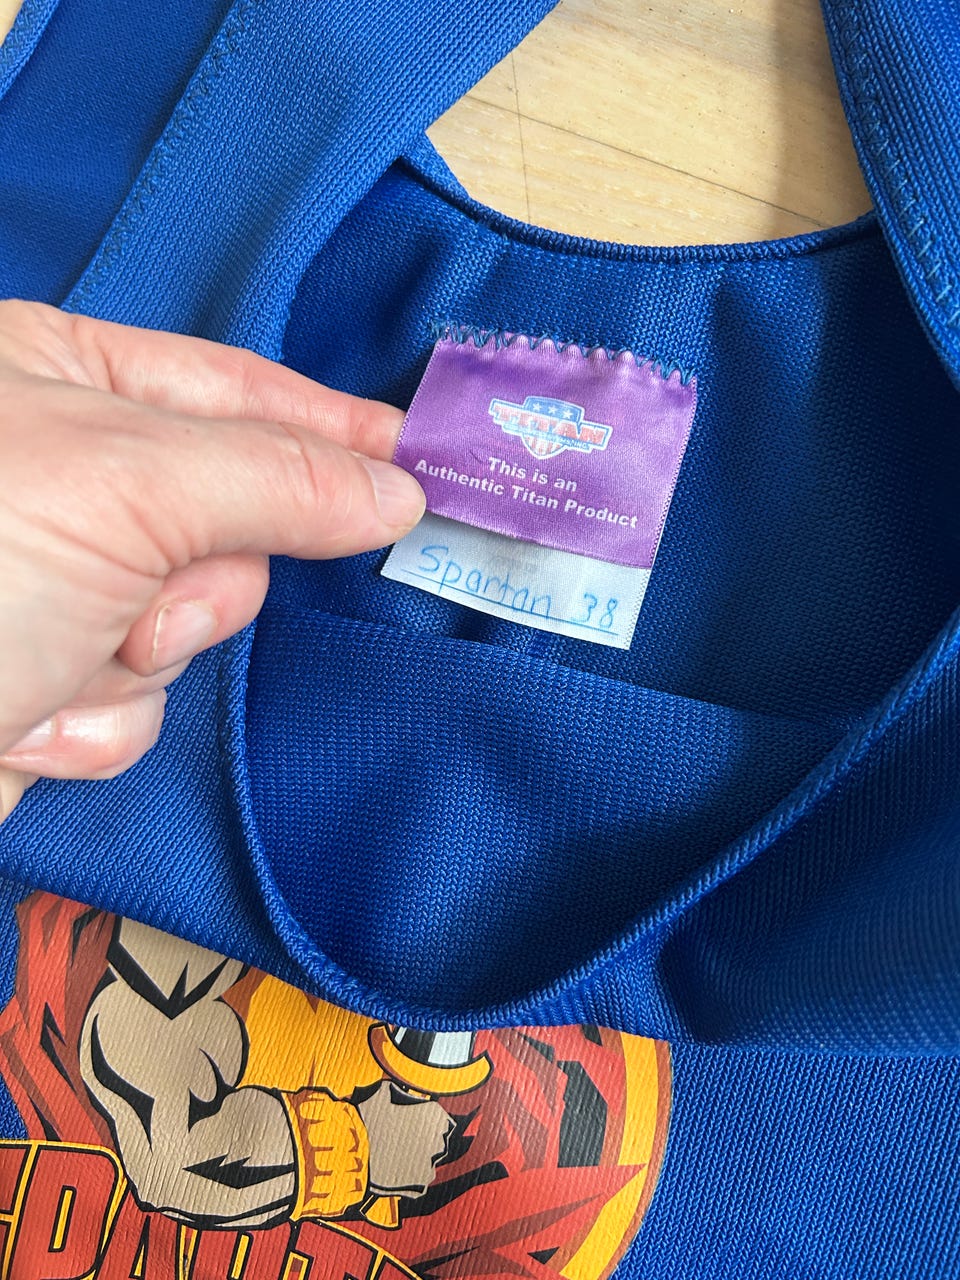 TITAN
This is an
Authentic Titan Product
Spartan 38